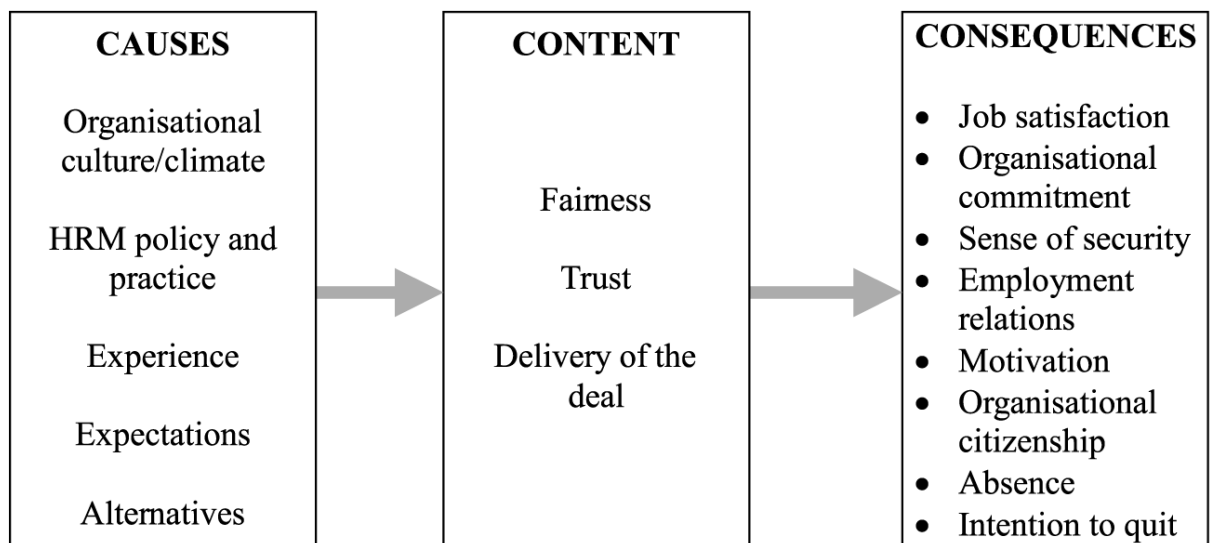 CAUSES
Organisational
culture/climate
HRM policy and
practice
Experience
Expectations
Alternatives
CONTENT
Fairness
Trust
Delivery of the
deal
CONSEQUENCES
• Job satisfaction
• Organisational
commitment
• Sense of security
• Employment
relations
• Motivation
• Organisational
citizenship
• Absence
• Intention to quit